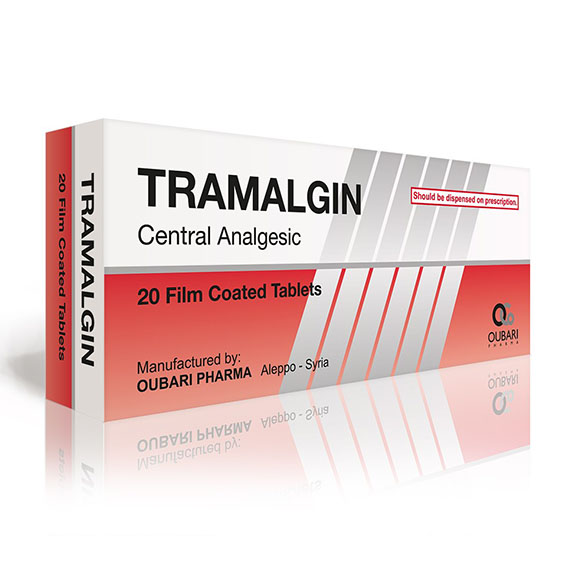 TRAMALGIN
20 Film Coated Tablets
TRAMALGIN
Central Analgesic
Should be dispensed on prescription.
20 Film Coated Tablets
Manufactured by:
OUBARI PHARMA Aleppo - Syria
OUBARI
PHARMA